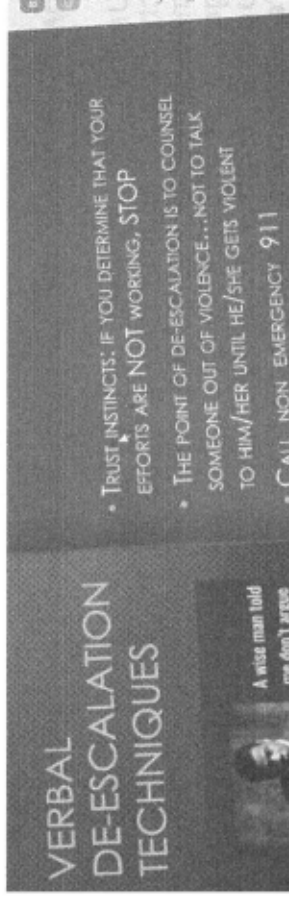 VERBAL
DE-ESCALATION
TECHNIQUES
• TRUST INSTINCTS: IF YOU DETERMINE THAT YOUR
EFFORTS ARE NOT WORKING, STOP
• THE POINT OF DE-ESCALATION IS TO COUNSEL
SOMEONE OUT OF VIOLENCE...NOT TO TALK
TO HIM/HER UNTIL HE/SHE GETS VIOLENT
• CALL NON EMERGENCY 911
A wise man told
me don't argue